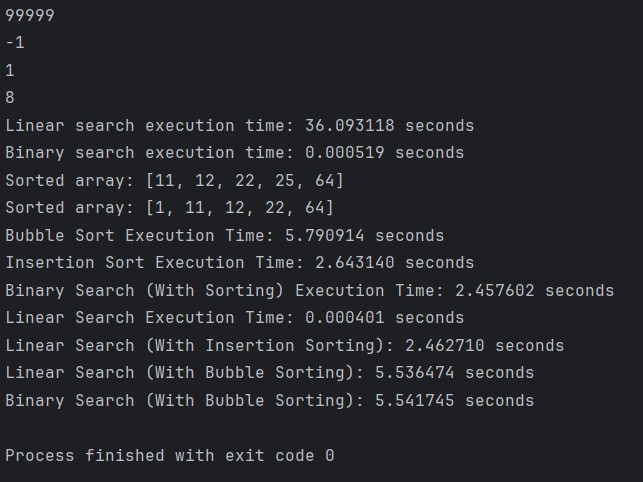 99999
-1
1
8
Linear search execution time: 36.093118 seconds
Binary search execution time: 0.000519 seconds
Sorted array: [11, 12, 22, 25, 64]
Sorted array: [1, 11, 12, 22, 64]
Bubble Sort Execution Time: 5.790914 seconds
Insertion Sort Execution Time: 2.643140 seconds
Binary Search (With Sorting) Execution Time: 2.457602 seconds
Linear Search Execution Time: 0.000401 seconds
Linear Search (With Insertion Sorting): 2.462710 seconds
Linear Search (With Bubble Sorting): 5.536474 seconds
Binary Search (With Bubble Sorting): 5.541745 seconds
Process finished with exit code 0